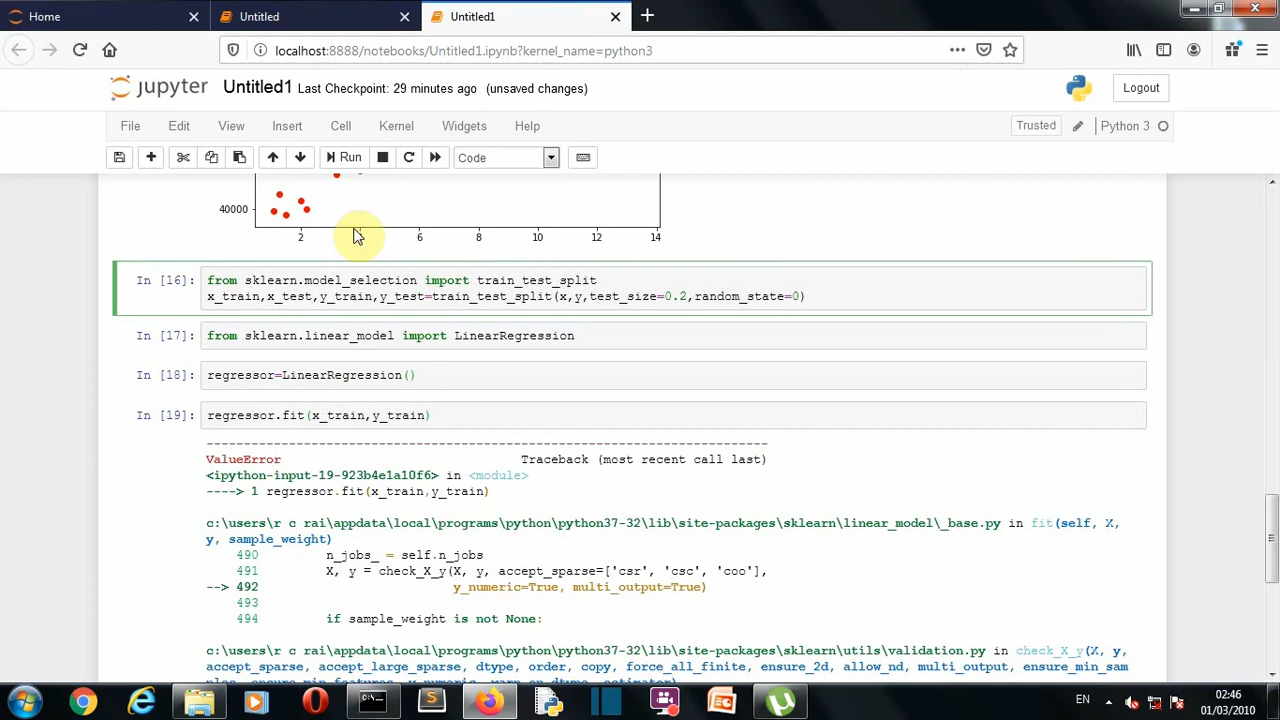 Home
Untitled
Untitled1
localhost:8888/notebooks/Untitled1.ipynb?kernel_name=python3
jupyter Untitled1 Last Checkpoint: 29 minutes ago (unsaved changes)
Logout
File Edit View Insert Cell Kernel Widgets Help
Trusted
Python 3
Run
Code
40000
2 6 8 10 12 14
In [16]: from sklearn.model_selection import train_test_split
x_train,x_test,y_train,y_test=train_test_split(x,y,test_size=0.2,random_state=0)
In [17]: from sklearn.linear_model import LinearRegression
In [18]: regressor=LinearRegression()
In [19]: regressor.fit(x_train,y_train)
---------------------------------------------------------------------------
ValueError Traceback (most recent call last)
<ipython-input-19-923b4e1a10f6> in <module>
----> 1 regressor.fit(x_train,y_train)
c:\users\r c rai\appdata\local\programs\python\python37-32\lib\site-packages\sklearn\linear_model\_base.py in fit(self, X,
y, sample_weight)
490 n_jobs_ = self.n_jobs
491 X, y = check_X_y(X, y, accept_sparse=['csr', 'csc', 'coo'],
--> 492 y_numeric=True, multi_output=True)
493
494 if sample_weight is not None:
c:\users\r c rai\appdata\local\programs\python\python37-32\lib\site-packages\sklearn\utils\validation.py in check_X_y(X, y,
accept_sparse, accept_large_sparse, dtype, order, copy, force_all_finite, ensure_2d, allow_nd, multi_output, ensure_min_sam
ples, ensure_min_features, y_numeric, warn_on_dtype, estimator)
EN
02:46
01/03/2010